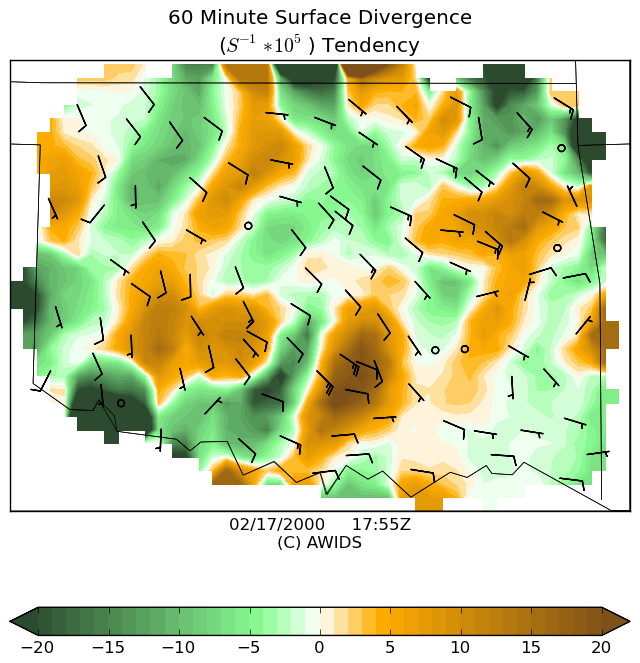 60 Minute Surface Divergence
(S⁻¹ * 10⁵ ) Tendency
02/17/2000 17:55Z
(C) AWIDS
−20 −15 −10 −5 0 5 10 15 20